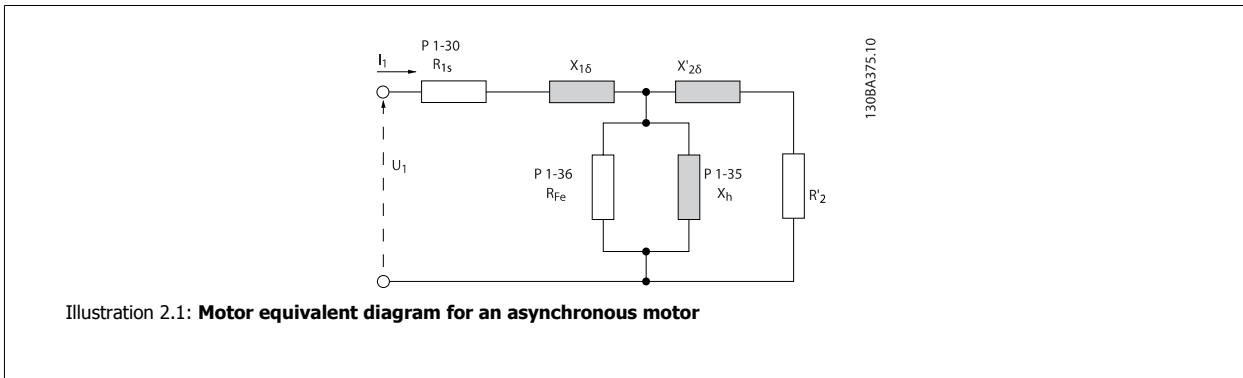 P 1-30
I₁
R₁ₛ
X₁δ
X'₂δ
130BA375.10
U₁
P 1-36
R_Fe
P 1-35
Xₕ
R'₂
Illustration 2.1: Motor equivalent diagram for an asynchronous motor